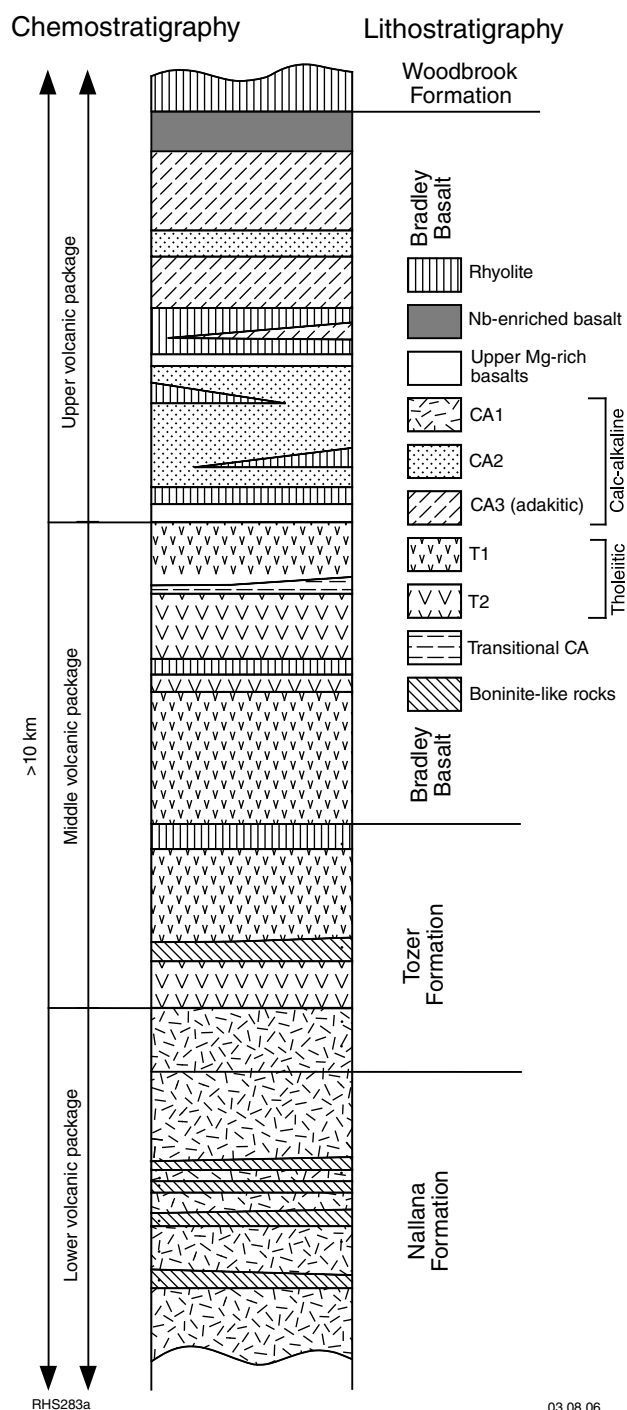 Chemostratigraphy
Lithostratigraphy
Woodbrook
Formation
Bradley
Basalt
Rhyolite
Nb-enriched basalt
Upper Mg-rich
basalts
CA1
CA2
CA3 (adakitic)
Calc-alkaline
T1
T2
Tholeiitic
Transitional CA
Boninite-like rocks
Bradley
Basalt
Tozer
Formation
Nallana
Formation
Upper volcanic package
Middle volcanic package
>10 km
Lower volcanic package
RHS283a
03.08.06